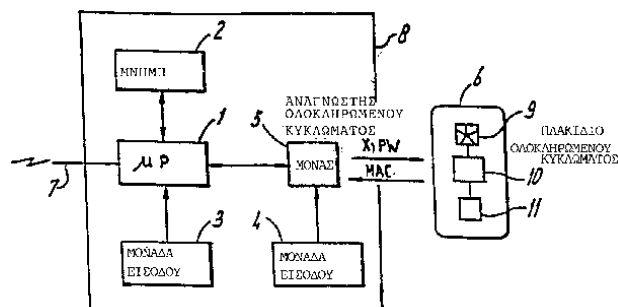 2
8
ΜΝΗΜΗ
ΑΝΑΓΝΩΣΤΗΣ
ΟΛΟΚΛΗΡΩΜΕΝΟΥ
ΚΥΚΛΩΜΑΤΟΣ
6
1
5
9
ΠΛΑΚΙΔΙΟ
ΟΛΟΚΛΗΡΩΜΕΝΟΥ
ΚΥΚΛΩΜΑΤΟΣ
μP
ΜΟΝΑΣ
X, PW
MAC
7
10
3
4
11
ΜΟΝΑΔΑ
ΕΙΣΟΔΟΥ
ΜΟΝΑΔΑ
ΕΙΣΟΔΟΥ